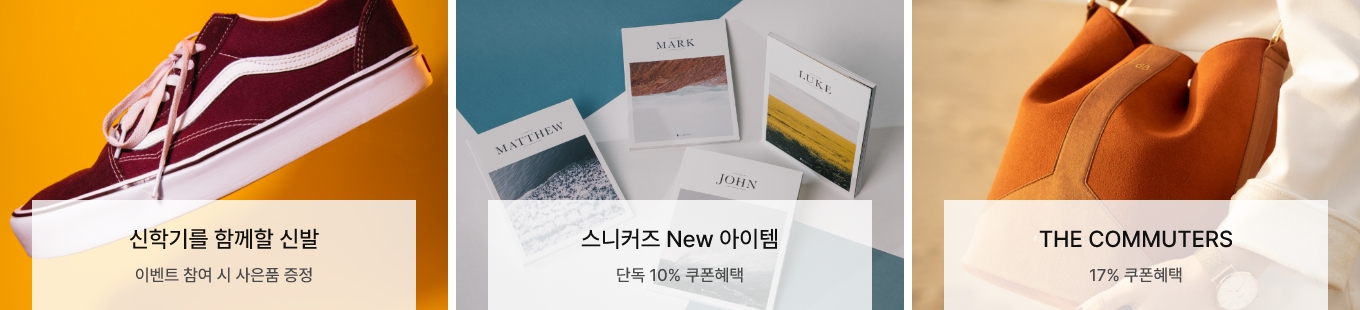 신학기를 함께할 신발
이벤트 참여 시 사은품 증정
MARK
LUKE
MATTHEW
JOHN
스니커즈 New 아이템
단독 10% 쿠폰혜택
THE COMMUTERS
17% 쿠폰혜택